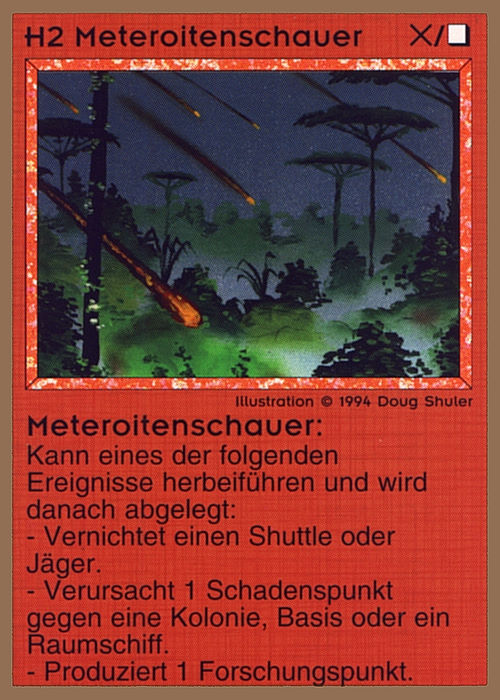 H2 Meteroitenschauer X/
Illustration © 1994 Doug Shuler
Meteroitenschauer:
Kann eines der folgenden
Ereignisse herbeiführen und wird
danach abgelegt:
- Vernichtet einen Shuttle oder
Jäger.
- Verursacht 1 Schadenspunkt
gegen eine Kolonie, Basis oder ein
Raumschiff.
- Produziert 1 Forschungspunkt.